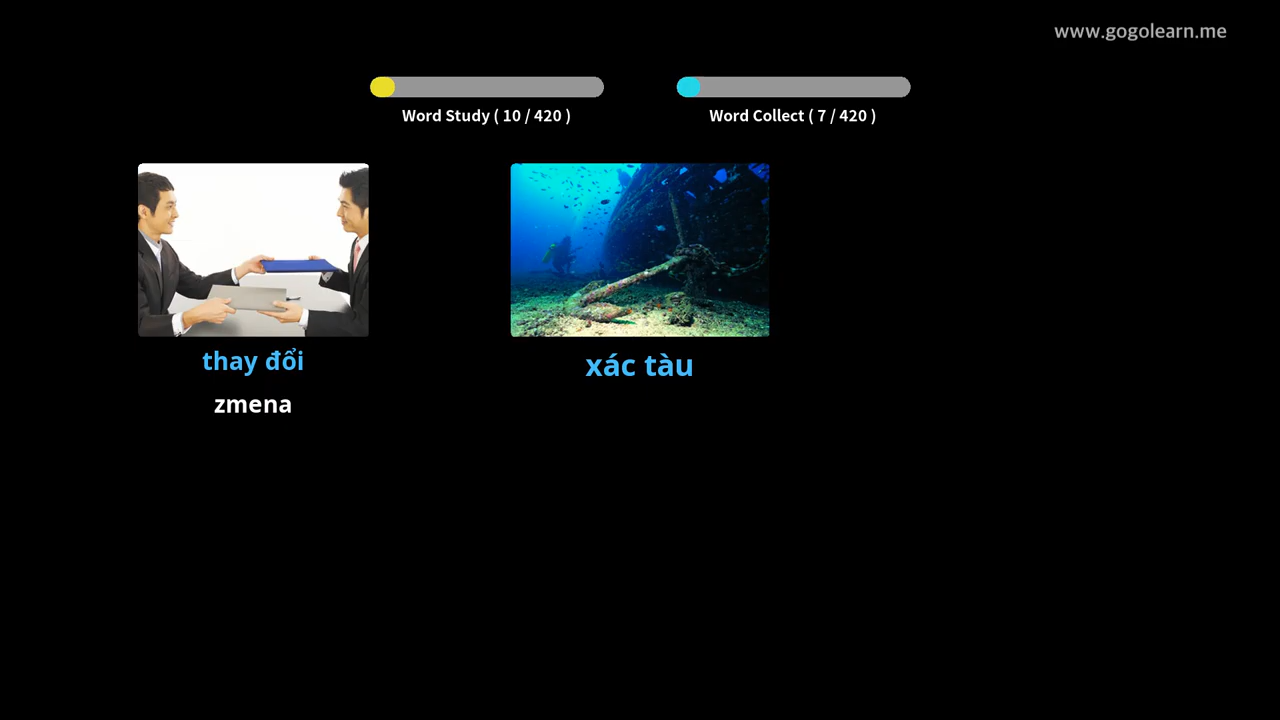 www.gogolearn.me
Word Study ( 10 / 420 )
Word Collect ( 7 / 420 )
thay đổi
zmena
xác tàu